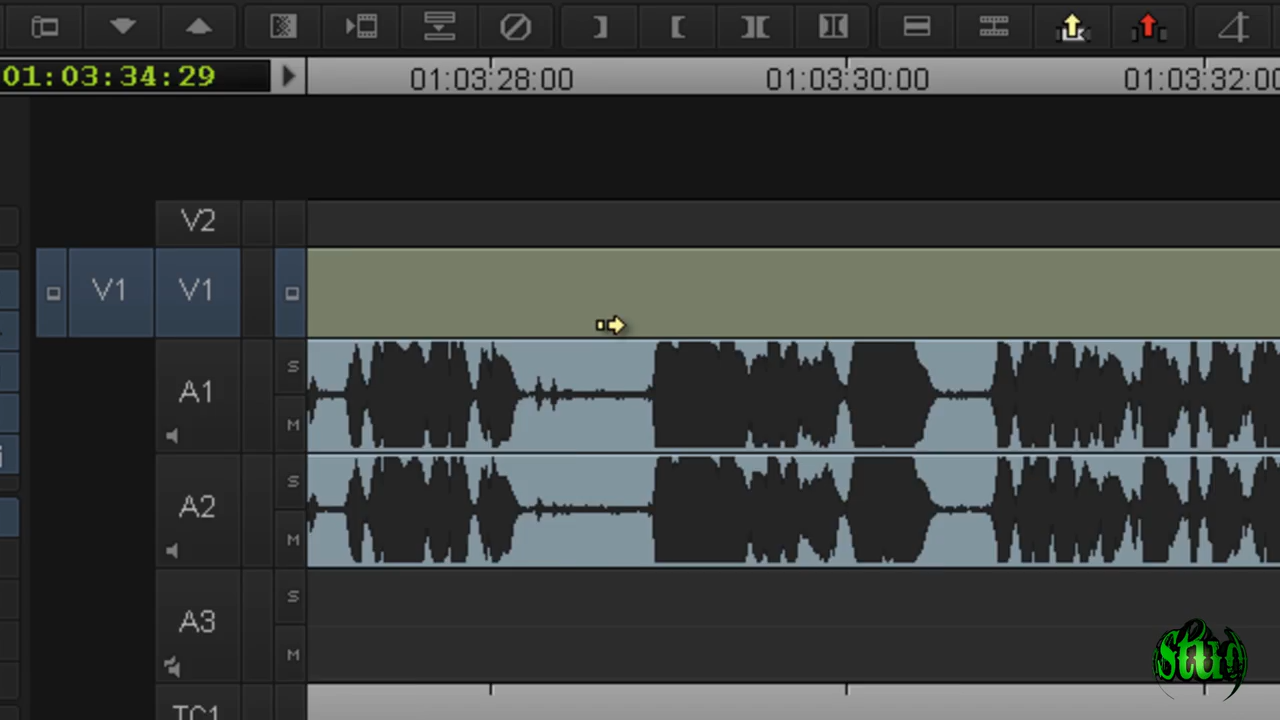 01:03:34:29
01:03:28:00 01:03:30:00 01:03:32:00
V2
V1 V1
A1 S M
A2 S M
A3 S M
TC1
Stud